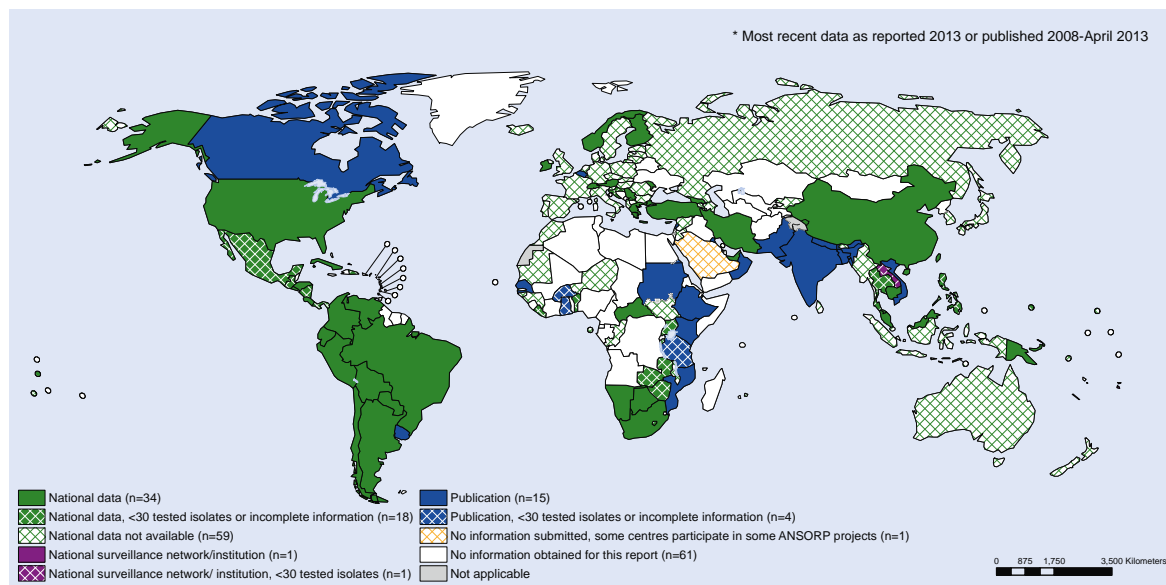 * Most recent data as reported 2013 or published 2008-April 2013
National data (n=34)
National data, <30 tested isolates or incomplete information (n=18)
National data not available (n=59)
National surveillance network/institution (n=1)
National surveillance network/ institution, <30 tested isolates (n=1)
Publication (n=15)
Publication, <30 tested isolates or incomplete information (n=4)
No information submitted, some centres participate in some ANSORP projects (n=1)
No information obtained for this report (n=61)
Not applicable
0 875 1,750 3,500 Kilometers